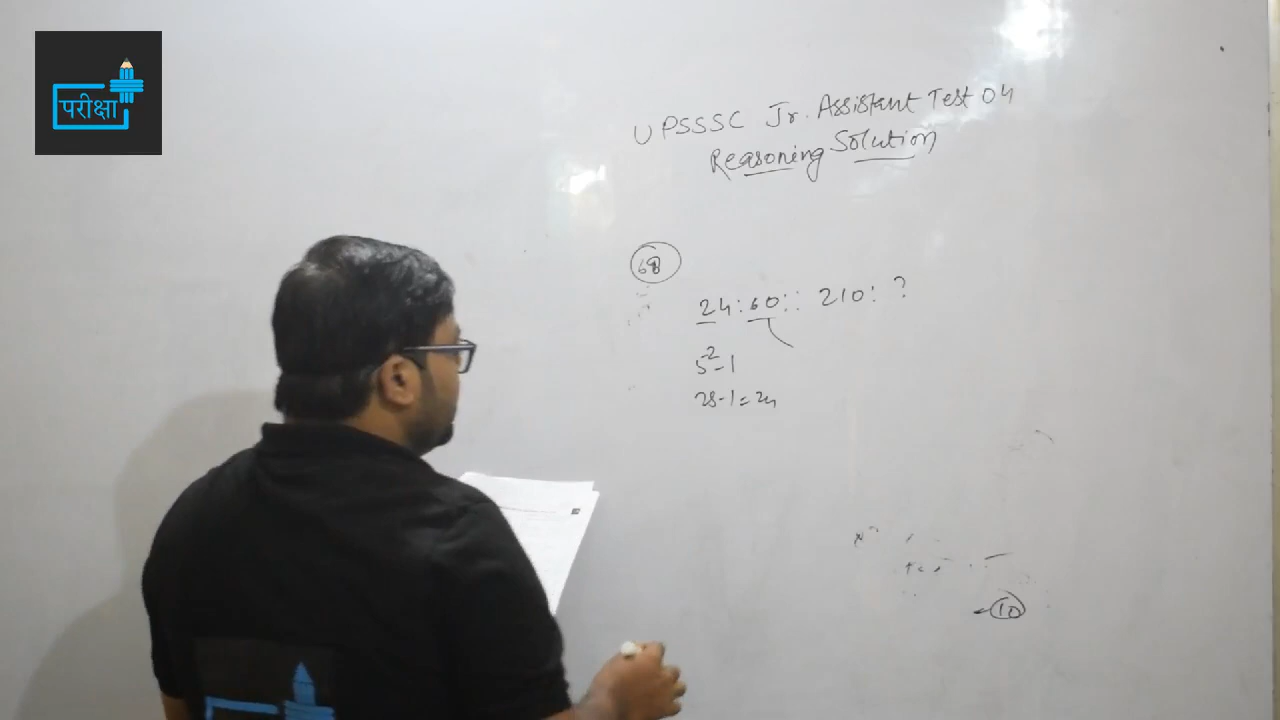 परीक्षा
UPSSSC Jr. Assistant Test 04
Reasoning Solution
68
24:60:: 210: ?
5²-1
25-1=24
10